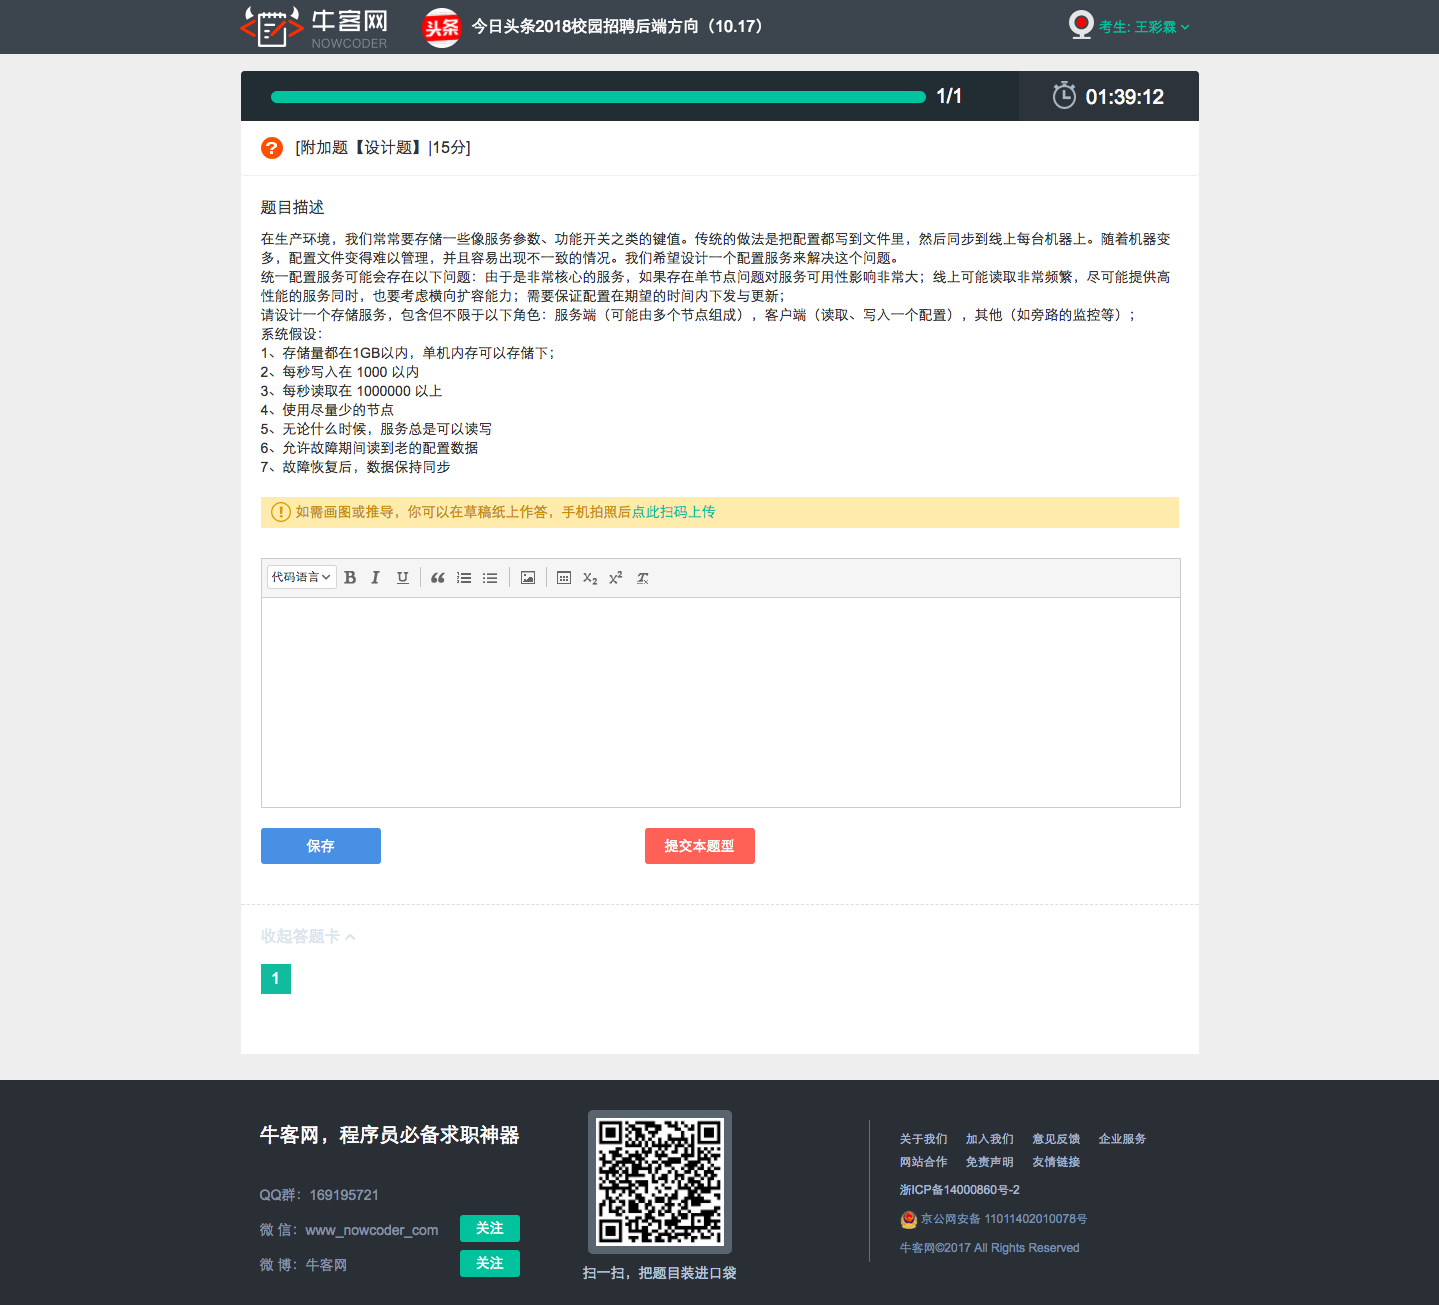 牛客网
NOWCODER
头条
今日头条2018校园招聘后端方向（10.17）
考生: 王彩霖
1/1
01:39:12
[附加题【设计题】|15分]
题目描述
在生产环境，我们常常要存储一些像服务参数、功能开关之类的键值。传统的做法是把配置都写到文件里，然后同步到线上每台机器上。随着机器变
多，配置文件变得难以管理，并且容易出现不一致的情况。我们希望设计一个配置服务来解决这个问题。
统一配置服务可能会存在以下问题：由于是非常核心的服务，如果存在单节点问题对服务可用性影响非常大；线上可能读取非常频繁，尽可能提供高
性能的服务同时，也要考虑横向扩容能力；需要保证配置在期望的时间内下发与更新；
请设计一个存储服务，包含但不限于以下角色：服务端（可能由多个节点组成），客户端（读取、写入一个配置），其他（如旁路的监控等）；
系统假设：
1、存储量都在1GB以内，单机内存可以存储下；
2、每秒写入在 1000 以内
3、每秒读取在 1000000 以上
4、使用尽量少的节点
5、无论什么时候，服务总是可以读写
6、允许故障期间读到老的配置数据
7、故障恢复后，数据保持同步
如需画图或推导，你可以在草稿纸上作答，手机拍照后点此扫码上传
代码语言
保存
提交本题型
收起答题卡
1
牛客网，程序员必备求职神器
QQ群：169195721
微 信：www_nowcoder_com
关注
微 博：牛客网
关注
扫一扫，把题目装进口袋
关于我们 加入我们 意见反馈 企业服务
网站合作 免责声明 友情链接
浙ICP备14000860号-2
京公网安备 11011402010078号
牛客网©2017 All Rights Reserved